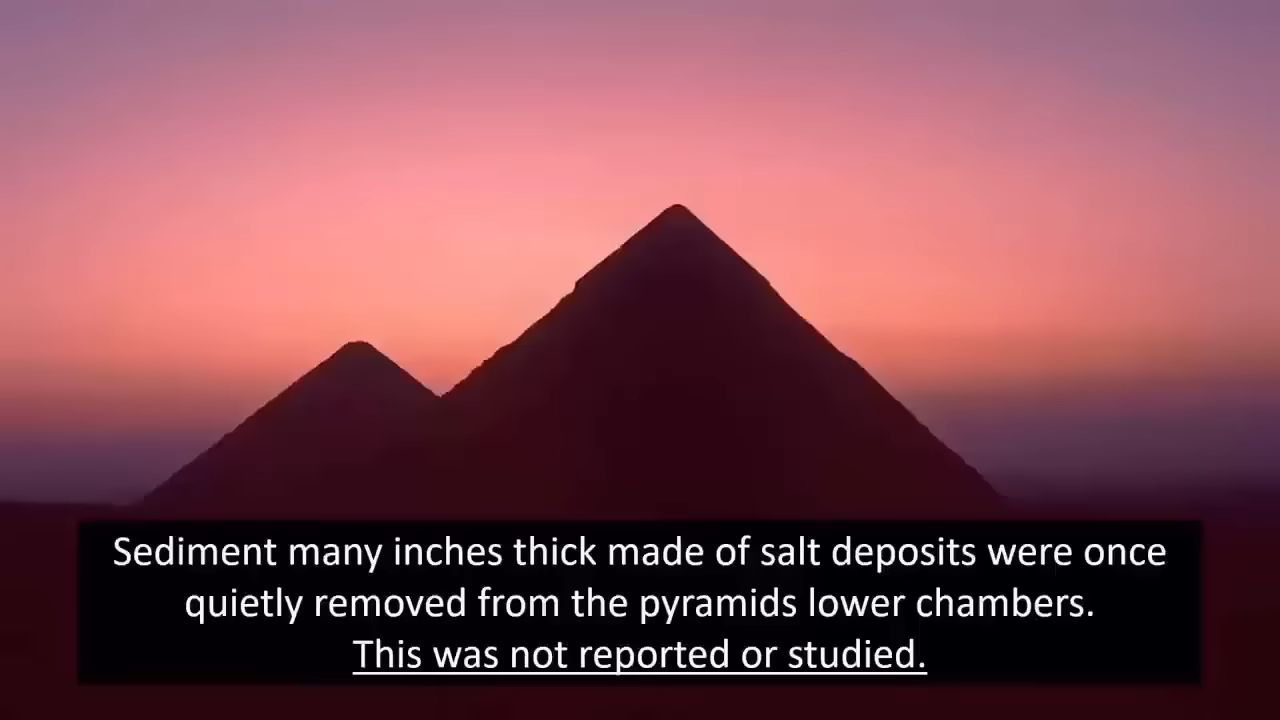 Sediment many inches thick made of salt deposits were once
quietly removed from the pyramids lower chambers.
This was not reported or studied.